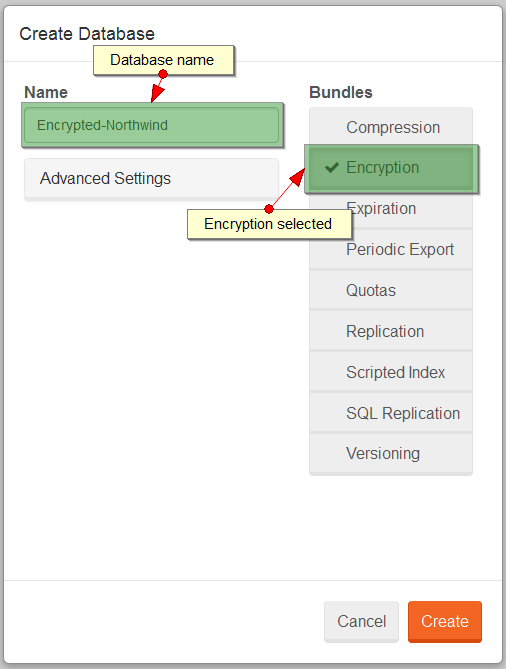 Create Database
Database name
Name
Encrypted-Northwind
Advanced Settings
Encryption selected
Bundles
Compression
Encryption
Expiration
Periodic Export
Quotas
Replication
Scripted Index
SQL Replication
Versioning
Cancel
Create